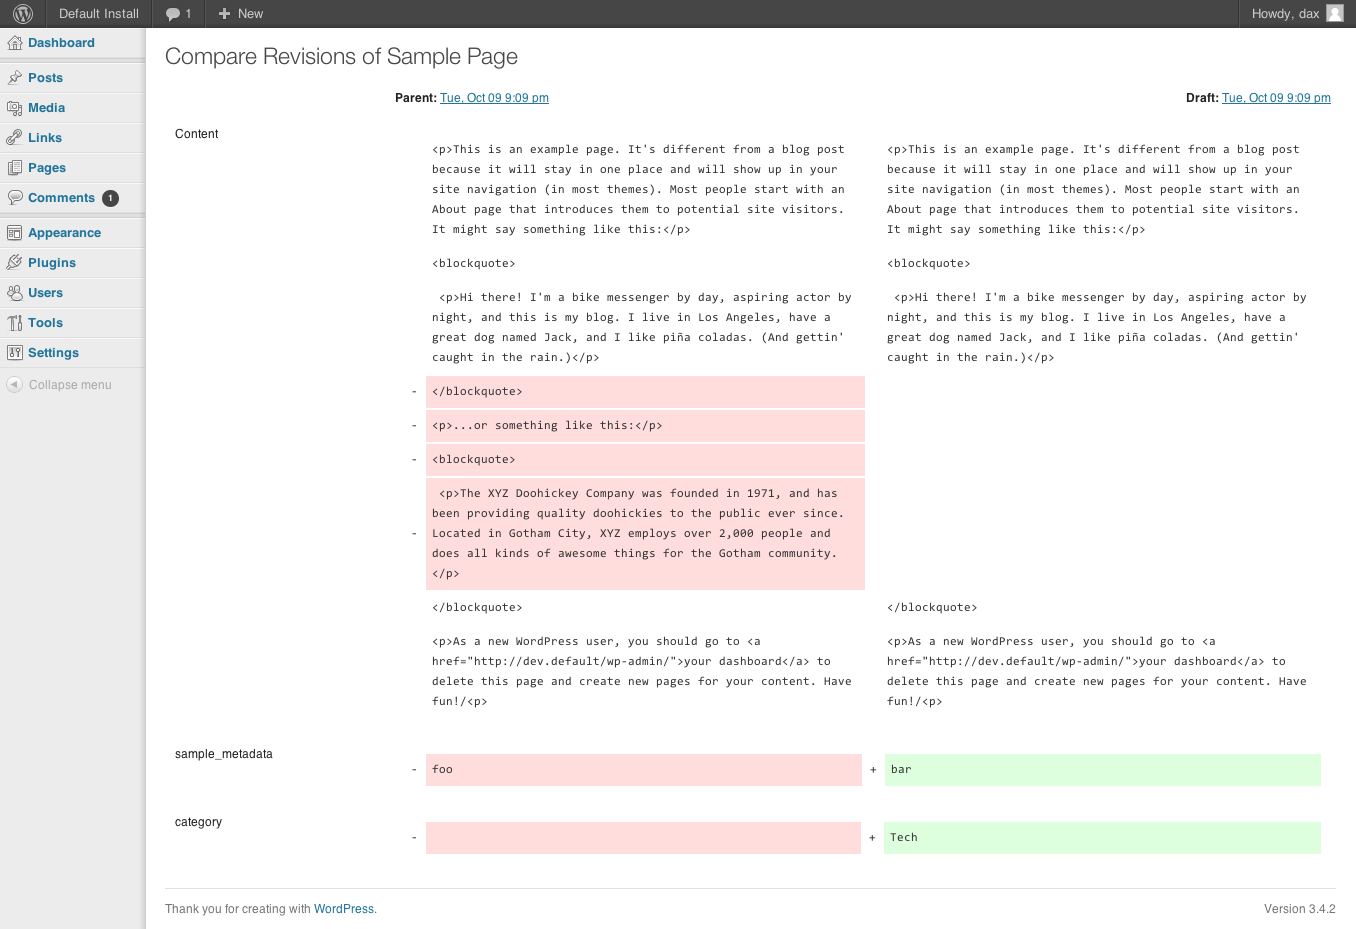 Default Install 1 New Howdy, dax
Dashboard
Posts
Media
Links
Pages
Comments 1
Appearance
Plugins
Users
Tools
Settings
Collapse menu
Compare Revisions of Sample Page
Parent: Tue, Oct 09 9:09 pm
Draft: Tue, Oct 09 9:09 pm
Content
<p>This is an example page. It's different from a blog post
because it will stay in one place and will show up in your
site navigation (in most themes). Most people start with an
About page that introduces them to potential site visitors.
It might say something like this:</p>
<blockquote>
<p>Hi there! I'm a bike messenger by day, aspiring actor by
night, and this is my blog. I live in Los Angeles, have a
great dog named Jack, and I like piña coladas. (And gettin'
caught in the rain.)</p>
- </blockquote>
- <p>...or something like this:</p>
- <blockquote>
<p>The XYZ Doohickey Company was founded in 1971, and has
been providing quality doohickies to the public ever since.
- Located in Gotham City, XYZ employs over 2,000 people and
does all kinds of awesome things for the Gotham community.
</p>
</blockquote>
<p>As a new WordPress user, you should go to <a
href="http://dev.default/wp-admin/">your dashboard</a> to
delete this page and create new pages for your content. Have
fun!/<p>
<p>This is an example page. It's different from a blog post
because it will stay in one place and will show up in your
site navigation (in most themes). Most people start with an
About page that introduces them to potential site visitors.
It might say something like this:</p>
<blockquote>
<p>Hi there! I'm a bike messenger by day, aspiring actor by
night, and this is my blog. I live in Los Angeles, have a
great dog named Jack, and I like piña coladas. (And gettin'
caught in the rain.)</p>
</blockquote>
<p>As a new WordPress user, you should go to <a
href="http://dev.default/wp-admin/">your dashboard</a> to
delete this page and create new pages for your content. Have
fun!/<p>
sample_metadata
- foo + bar
category
- + Tech
Thank you for creating with WordPress.
Version 3.4.2